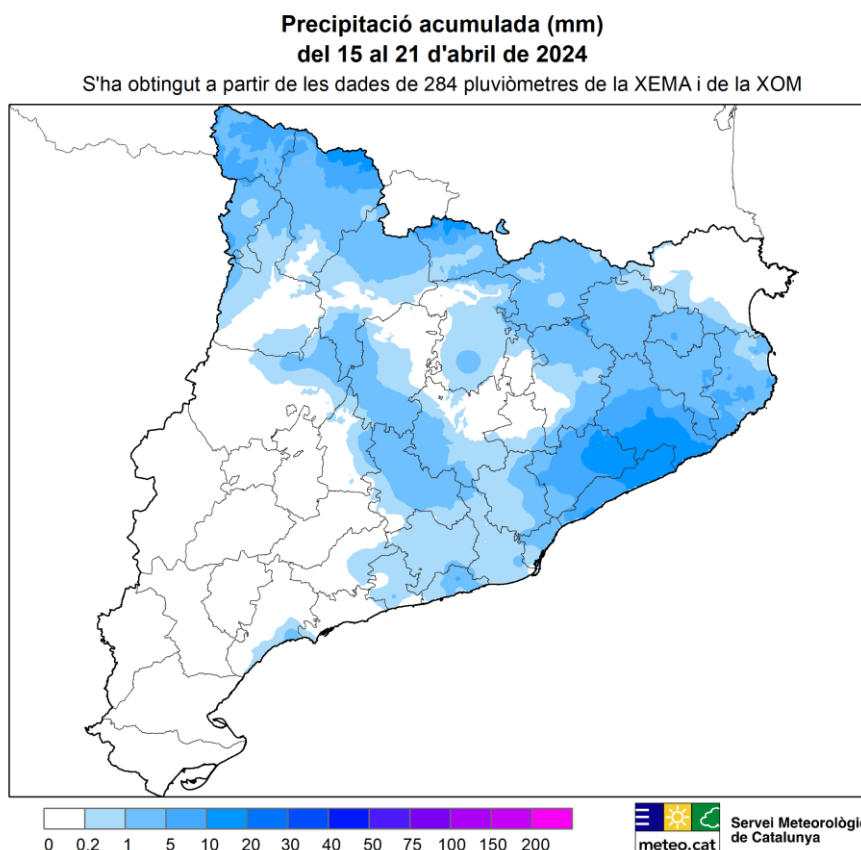 Precipitació acumulada (mm)
del 15 al 21 d'abril de 2024
S'ha obtingut a partir de les dades de 284 pluviòmetres de la XEMA i de la XOM
0 0.2 1 5 10 20 30 40 50 75 100 150 200
meteo.cat
Servei Meteorològi
de Catalunya